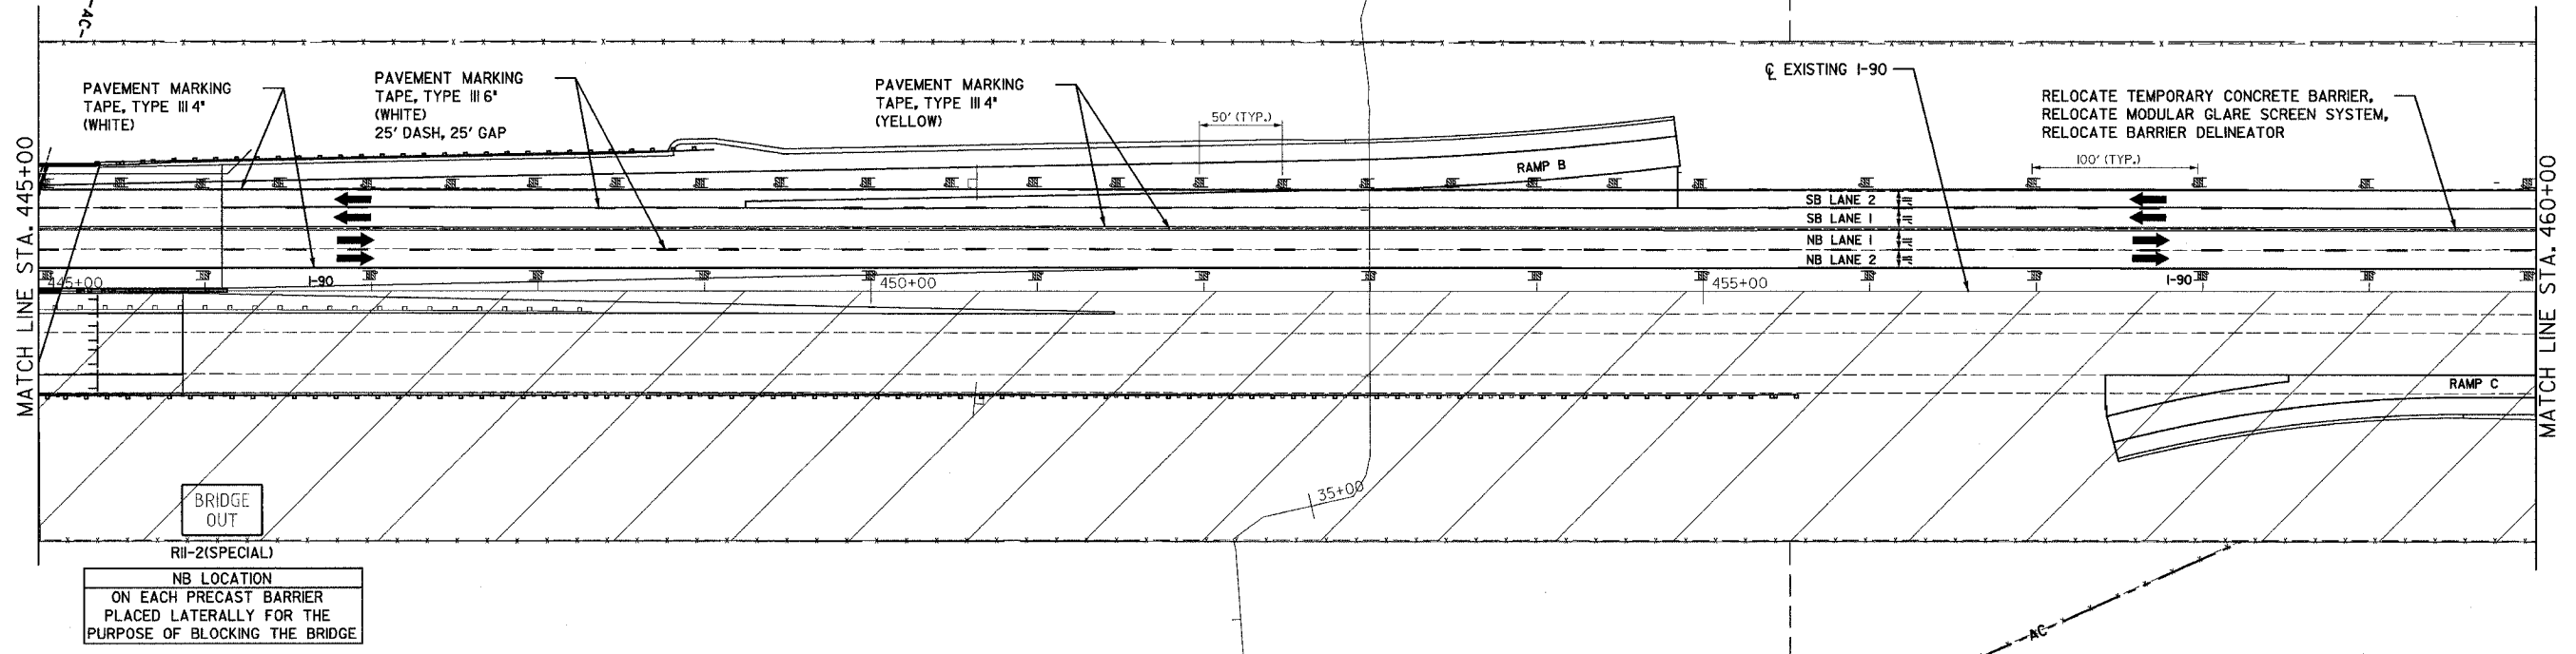 -AC-
PAVEMENT MARKING
TAPE, TYPE III 4"
(WHITE)
PAVEMENT MARKING
TAPE, TYPE III 6"
(WHITE)
25' DASH, 25' GAP
PAVEMENT MARKING
TAPE, TYPE III 4"
(YELLOW)
50' (TYP.)
℄ EXISTING I-90
RELOCATE TEMPORARY CONCRETE BARRIER,
RELOCATE MODULAR GLARE SCREEN SYSTEM,
RELOCATE BARRIER DELINEATOR
100' (TYP.)
MATCH LINE STA. 445+00
MATCH LINE STA. 460+00
RAMP B
SB LANE 2
SB LANE 1
NB LANE 1
NB LANE 2
445+00
I-90
450+00
455+00
I-90
RAMP C
35+00
BRIDGE
OUT
R11-2(SPECIAL)
NB LOCATION
ON EACH PRECAST BARRIER
PLACED LATERALLY FOR THE
PURPOSE OF BLOCKING THE BRIDGE
AC